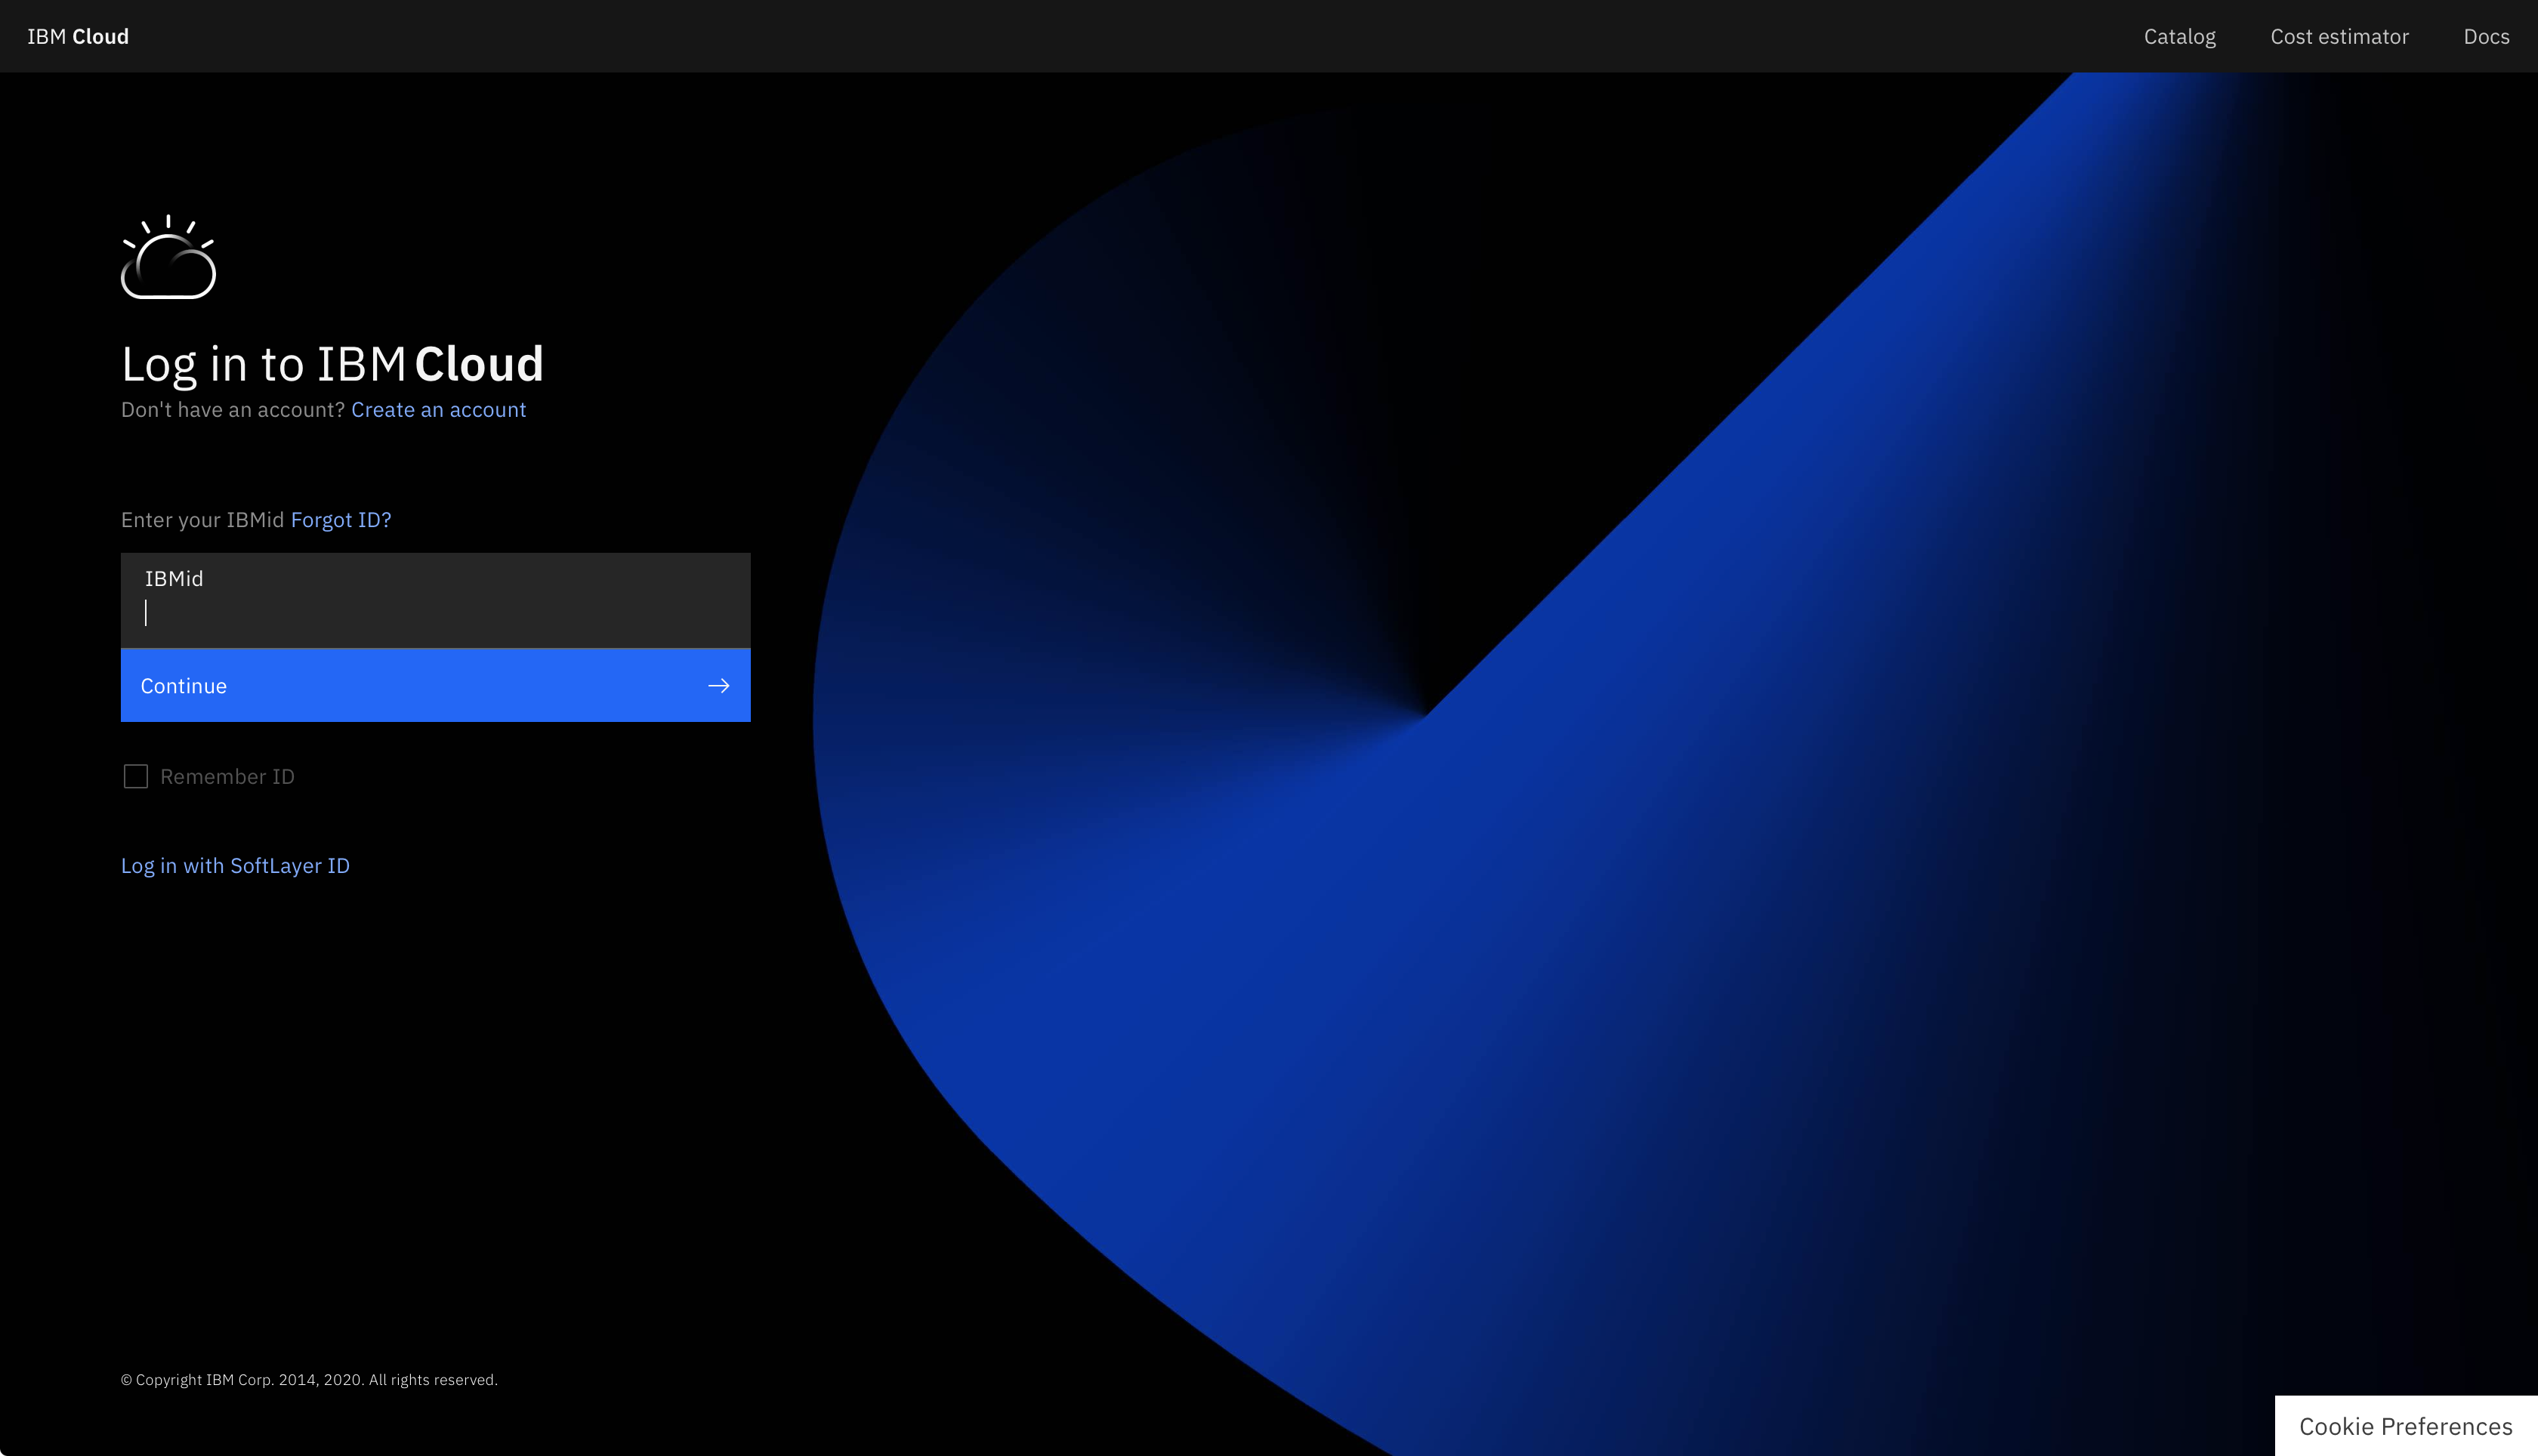 IBM Cloud
Catalog Cost estimator Docs
Log in to IBM Cloud
Don't have an account? Create an account
Enter your IBMid Forgot ID?
IBMid
Continue
Remember ID
Log in with SoftLayer ID
© Copyright IBM Corp. 2014, 2020. All rights reserved.
Cookie Preferences